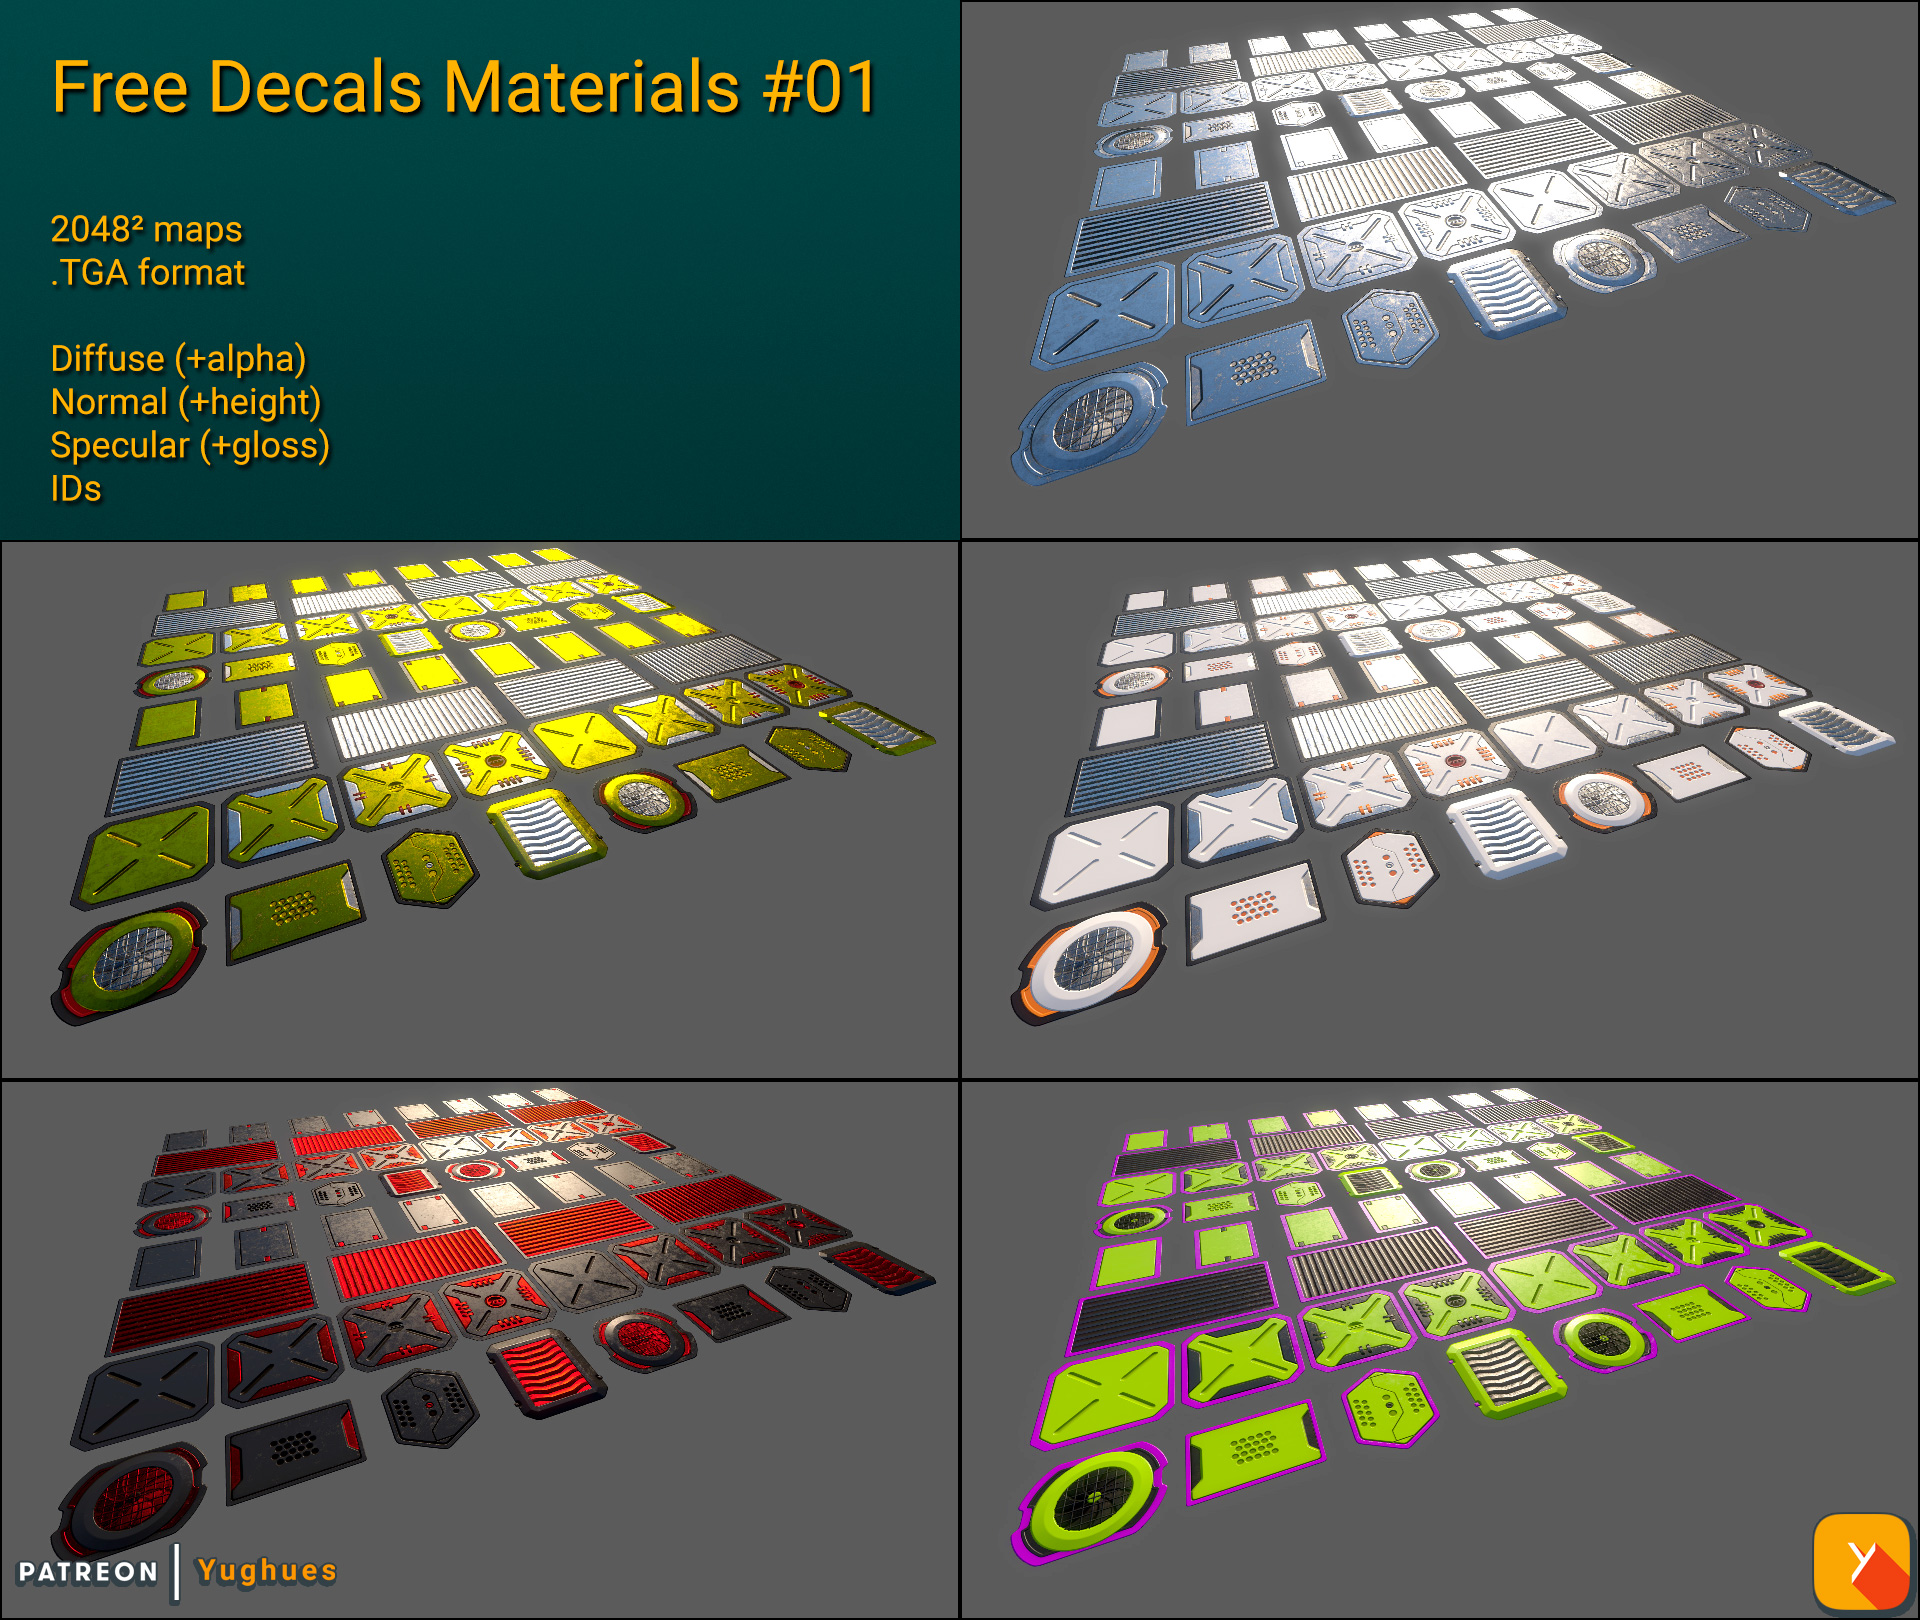 Free Decals Materials #01
2048² maps
.TGA format
Diffuse (+alpha)
Normal (+height)
Specular (+gloss)
IDs
PATREON | Yughues
Y